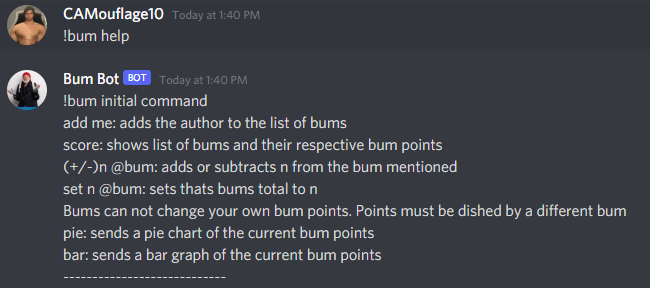 CAMouflage10 Today at 1:40 PM
!bum help
Bum Bot BOT Today at 1:40 PM
!bum initial command
add me: adds the author to the list of bums
score: shows list of bums and their respective bum points
(+/-)n @bum: adds or subtracts n from the bum mentioned
set n @bum: sets thats bums total to n
Bums can not change your own bum points. Points must be dished by a different bum
pie: sends a pie chart of the current bum points
bar: sends a bar graph of the current bum points
----------------------------